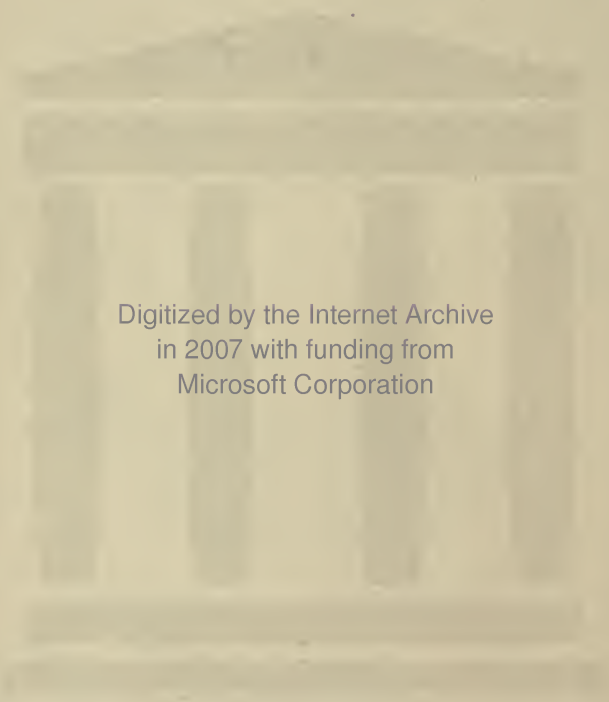 Digitized by the Internet Archive
in 2007 with funding from
Microsoft Corporation